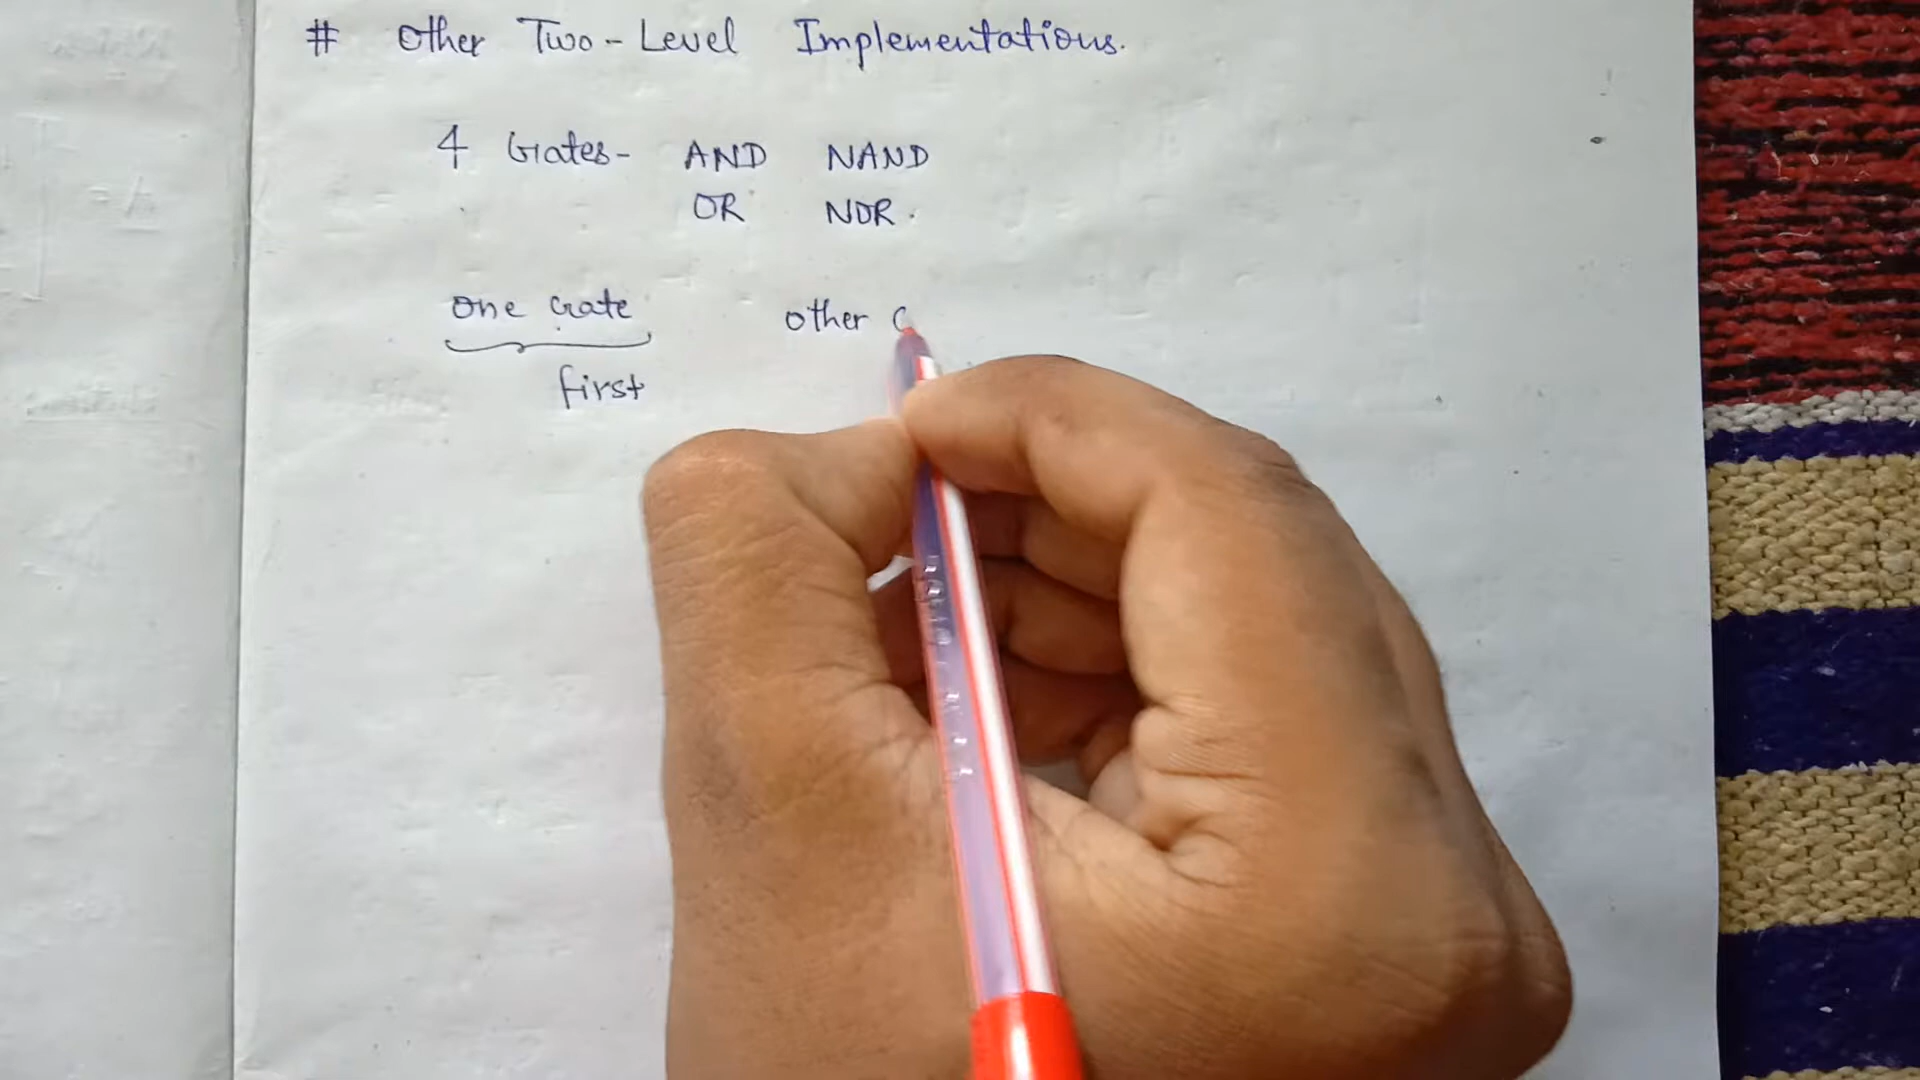 # Other Two-Level Implementations.
4 Gates- AND NAND
OR NOR.
One Gate other
first